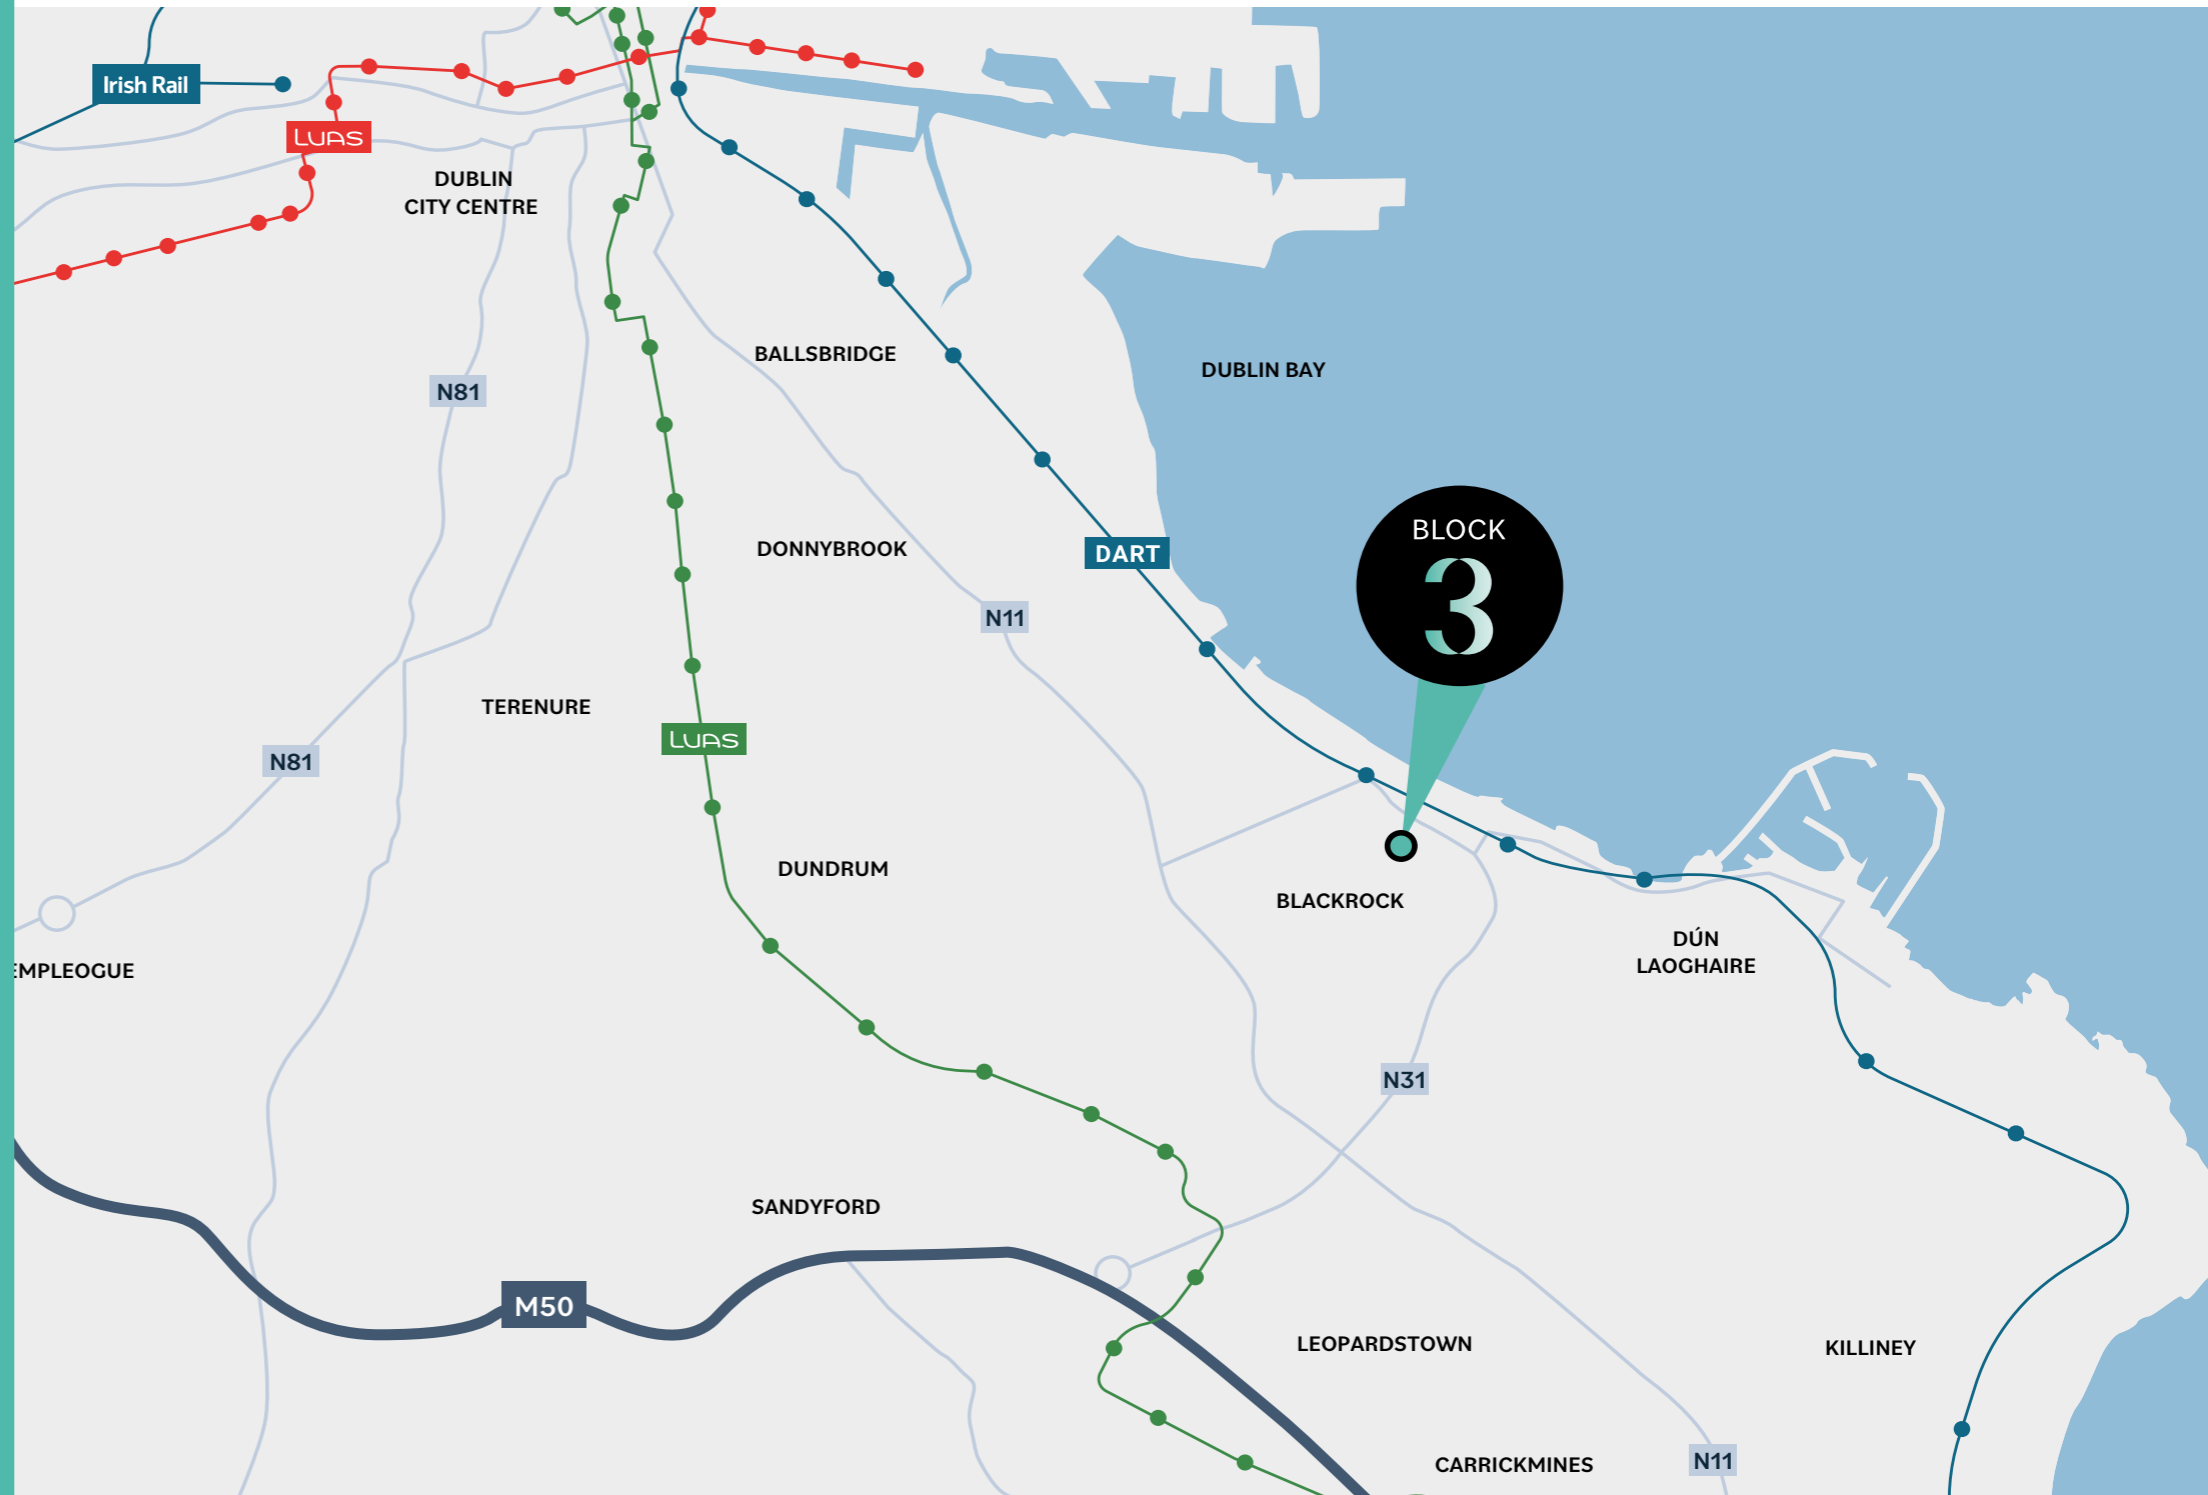 Irish Rail
LUAS
DUBLIN
CITY CENTRE
BALLSBRIDGE
DUBLIN BAY
N81
BLOCK
3
DONNYBROOK
DART
N11
TERENURE
LUAS
N81
DUNDRUM
BLACKROCK
DÚN
LAOGHAIRE
EMPLEOGUE
N31
SANDYFORD
M50
LEOPARDSTOWN
KILLINEY
CARRICKMINES
N11